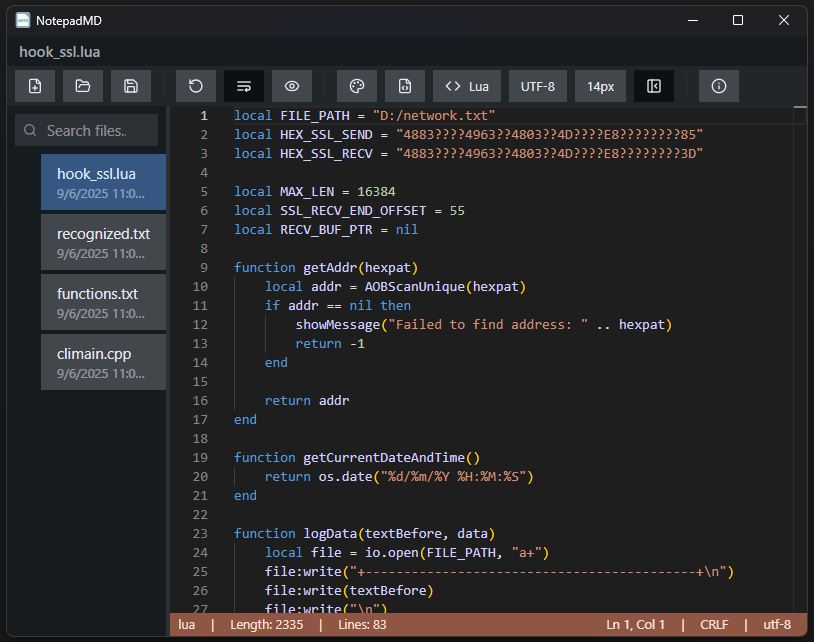 NotepadMD
hook_ssl.lua
Lua UTF-8 14px
Search files..
hook_ssl.lua
9/6/2025 11:0...
recognized.txt
9/6/2025 11:0...
functions.txt
9/6/2025 11:0...
climain.cpp
9/6/2025 11:0...
1 local FILE_PATH = "D:/network.txt"
2 local HEX_SSL_SEND = "4883????4963??4803??4D????E8????????85"
3 local HEX_SSL_RECV = "4883????4963??4803??4D????E8????????3D"
4
5 local MAX_LEN = 16384
6 local SSL_RECV_END_OFFSET = 55
7 local RECV_BUF_PTR = nil
8
9 function getAddr(hexpat)
10 local addr = AOBScanUnique(hexpat)
11 if addr == nil then
12 showMessage("Failed to find address: " .. hexpat)
13 return -1
14 end
15
16 return addr
17 end
18
19 function getCurrentDateAndTime()
20 return os.date("%d/%m/%Y %H:%M:%S")
21 end
22
23 function logData(textBefore, data)
24 local file = io.open(FILE_PATH, "a+")
25 file:write("+-------------------------------------------+\n")
26 file:write(textBefore)
27 file:write("\n")
lua | Length: 2335 | Lines: 83 Ln 1, Col 1 | CRLF | utf-8